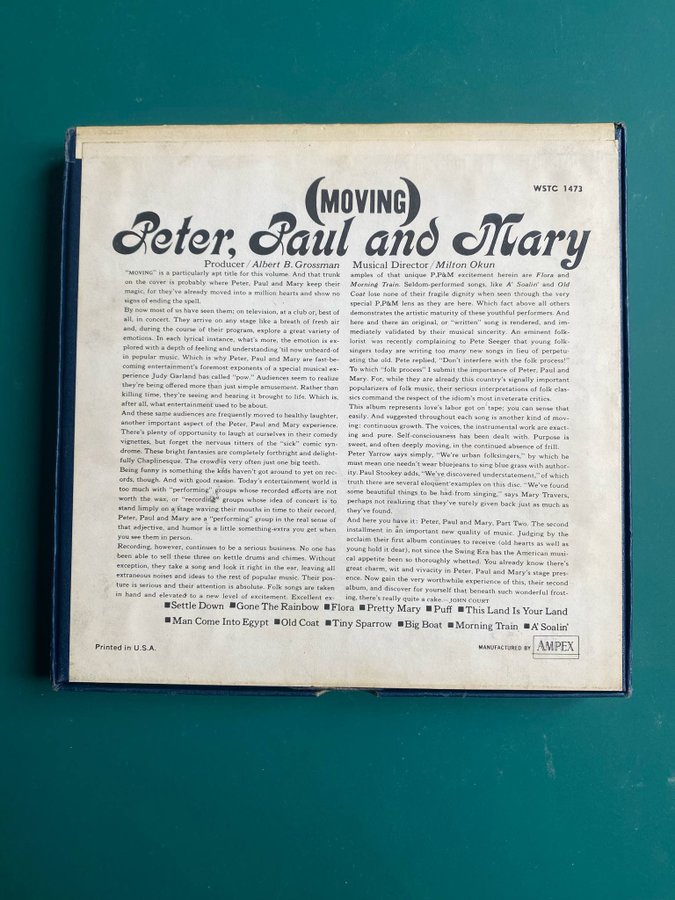 WSTC 1473
(MOVING)
Peter, Paul and Mary
Producer / Albert B. Grossman Musical Director / Milton Okun
"MOVING" is a particularly apt title for this volume. And that trunk
on the cover is probably where Peter, Paul and Mary keep their
magic, for they've already moved into a million hearts and show no
signs of ending the spell.
By now most of us have seen them; on television, at a club or, best of
all, in concert. They arrive on any stage like a breath of fresh air
and, during the course of their program, explore a great variety of
emotions. In each lyrical instance, what's more, the emotion is ex-
plored with a depth of feeling and understanding 'til now unheard-of
in popular music. Which is why Peter, Paul and Mary are fast-be-
coming entertainment's foremost exponents of a special musical ex-
perience Judy Garland has called "pow." Audiences seem to realize
they're being offered more than just simple amusement. Rather than
killing time, they're seeing and hearing it brought to life. Which is,
after all, what entertainment used to be about.
And these same audiences are frequently moved to healthy laughter,
another important aspect of the Peter, Paul and Mary experience.
There's plenty of opportunity to laugh at ourselves in their comedy
vignettes, but forget the nervous titters of the "sick" comic syn-
drome. These bright fantasies are completely forthright and delight-
fully Chaplinesque. The crowd is very often just one big teeth.
Being funny is something the kids haven't got around to yet on rec-
ords, though. And with good reason. Today's entertainment world is
too much with "performing" groups whose recorded efforts are not
worth the wax, or "recording" groups whose idea of concert is to
stand limply on a stage waving their mouths in time to their record.
Peter, Paul and Mary are a "performing" group in the real sense of
that adjective, and humor is a little something-extra you get when
you see them in person.
Recording, however, continues to be a serious business. No one has
been able to sell these three on kettle drums and chimes. Without
exception, they take a song and look it right in the ear, leaving all
extraneous noises and ideas to the rest of popular music. Their pos-
ture is serious and their attention is absolute. Folk songs are taken
in hand and elevated to a new level of excitement. Excellent ex-
amples of that unique P,P&M excitement herein are Flora and
Morning Train. Seldom-performed songs, like A' Soalin' and Old
Coat lose none of their fragile dignity when seen through the very
special P,P&M lens as they are here. Which fact above all others
demonstrates the artistic maturity of these youthful performers. And
here and there an original, or "written" song is rendered, and im-
mediately validated by their musical sincerity. An eminent folk-
lorist was recently complaining to Pete Seeger that young folk-
singers today are writing too many new songs in lieu of perpetu-
ating the old. Pete replied, "Don't interfere with the folk process!"
To which "folk process" I submit the importance of Peter, Paul and
Mary. For, while they are already this country's signally important
popularizers of folk music, their serious interpretations of folk clas-
sics command the respect of the idiom's most inveterate critics.
This album represents love's labor got on tape; you can sense that
easily. And suggested throughout each song is another kind of mov-
ing: continuous growth. The voices, the instrumental work are exact-
ing and pure. Self-consciousness has been dealt with. Purpose is
sweet, and often deeply moving, in the continued absence of frill.
Peter Yarrow says simply, "We're urban folksingers," by which he
must mean one needn't wear bluejeans to sing blue grass with author-
ity. Paul Stookey adds, "We've discovered understatement," of which
truth there are several eloquent examples on this disc. "We've found
some beautiful things to be had from singing," says Mary Travers,
perhaps not realizing that they've surely given back just as much as
they've found.
And here you have it: Peter, Paul and Mary, Part Two. The second
installment in an important new quality of music. Judging by the
acclaim their first album continues to receive (old hearts as well as
young hold it dear), not since the Swing Era has the American musi-
cal appetite been so thoroughly whetted. You already know there's
great charm, wit and vivacity in Peter, Paul and Mary's stage pres-
ence. Now gain the very worthwhile experience of this, their second
album, and discover for yourself that beneath such wonderful frost-
ing, there's really quite a cake.—JOHN COURT
■Settle Down ■Gone The Rainbow ■Flora ■Pretty Mary ■Puff ■This Land Is Your Land
■Man Come Into Egypt ■Old Coat ■Tiny Sparrow ■Big Boat ■Morning Train ■A' Soalin'
Printed in U.S.A. MANUFACTURED BY AMPEX